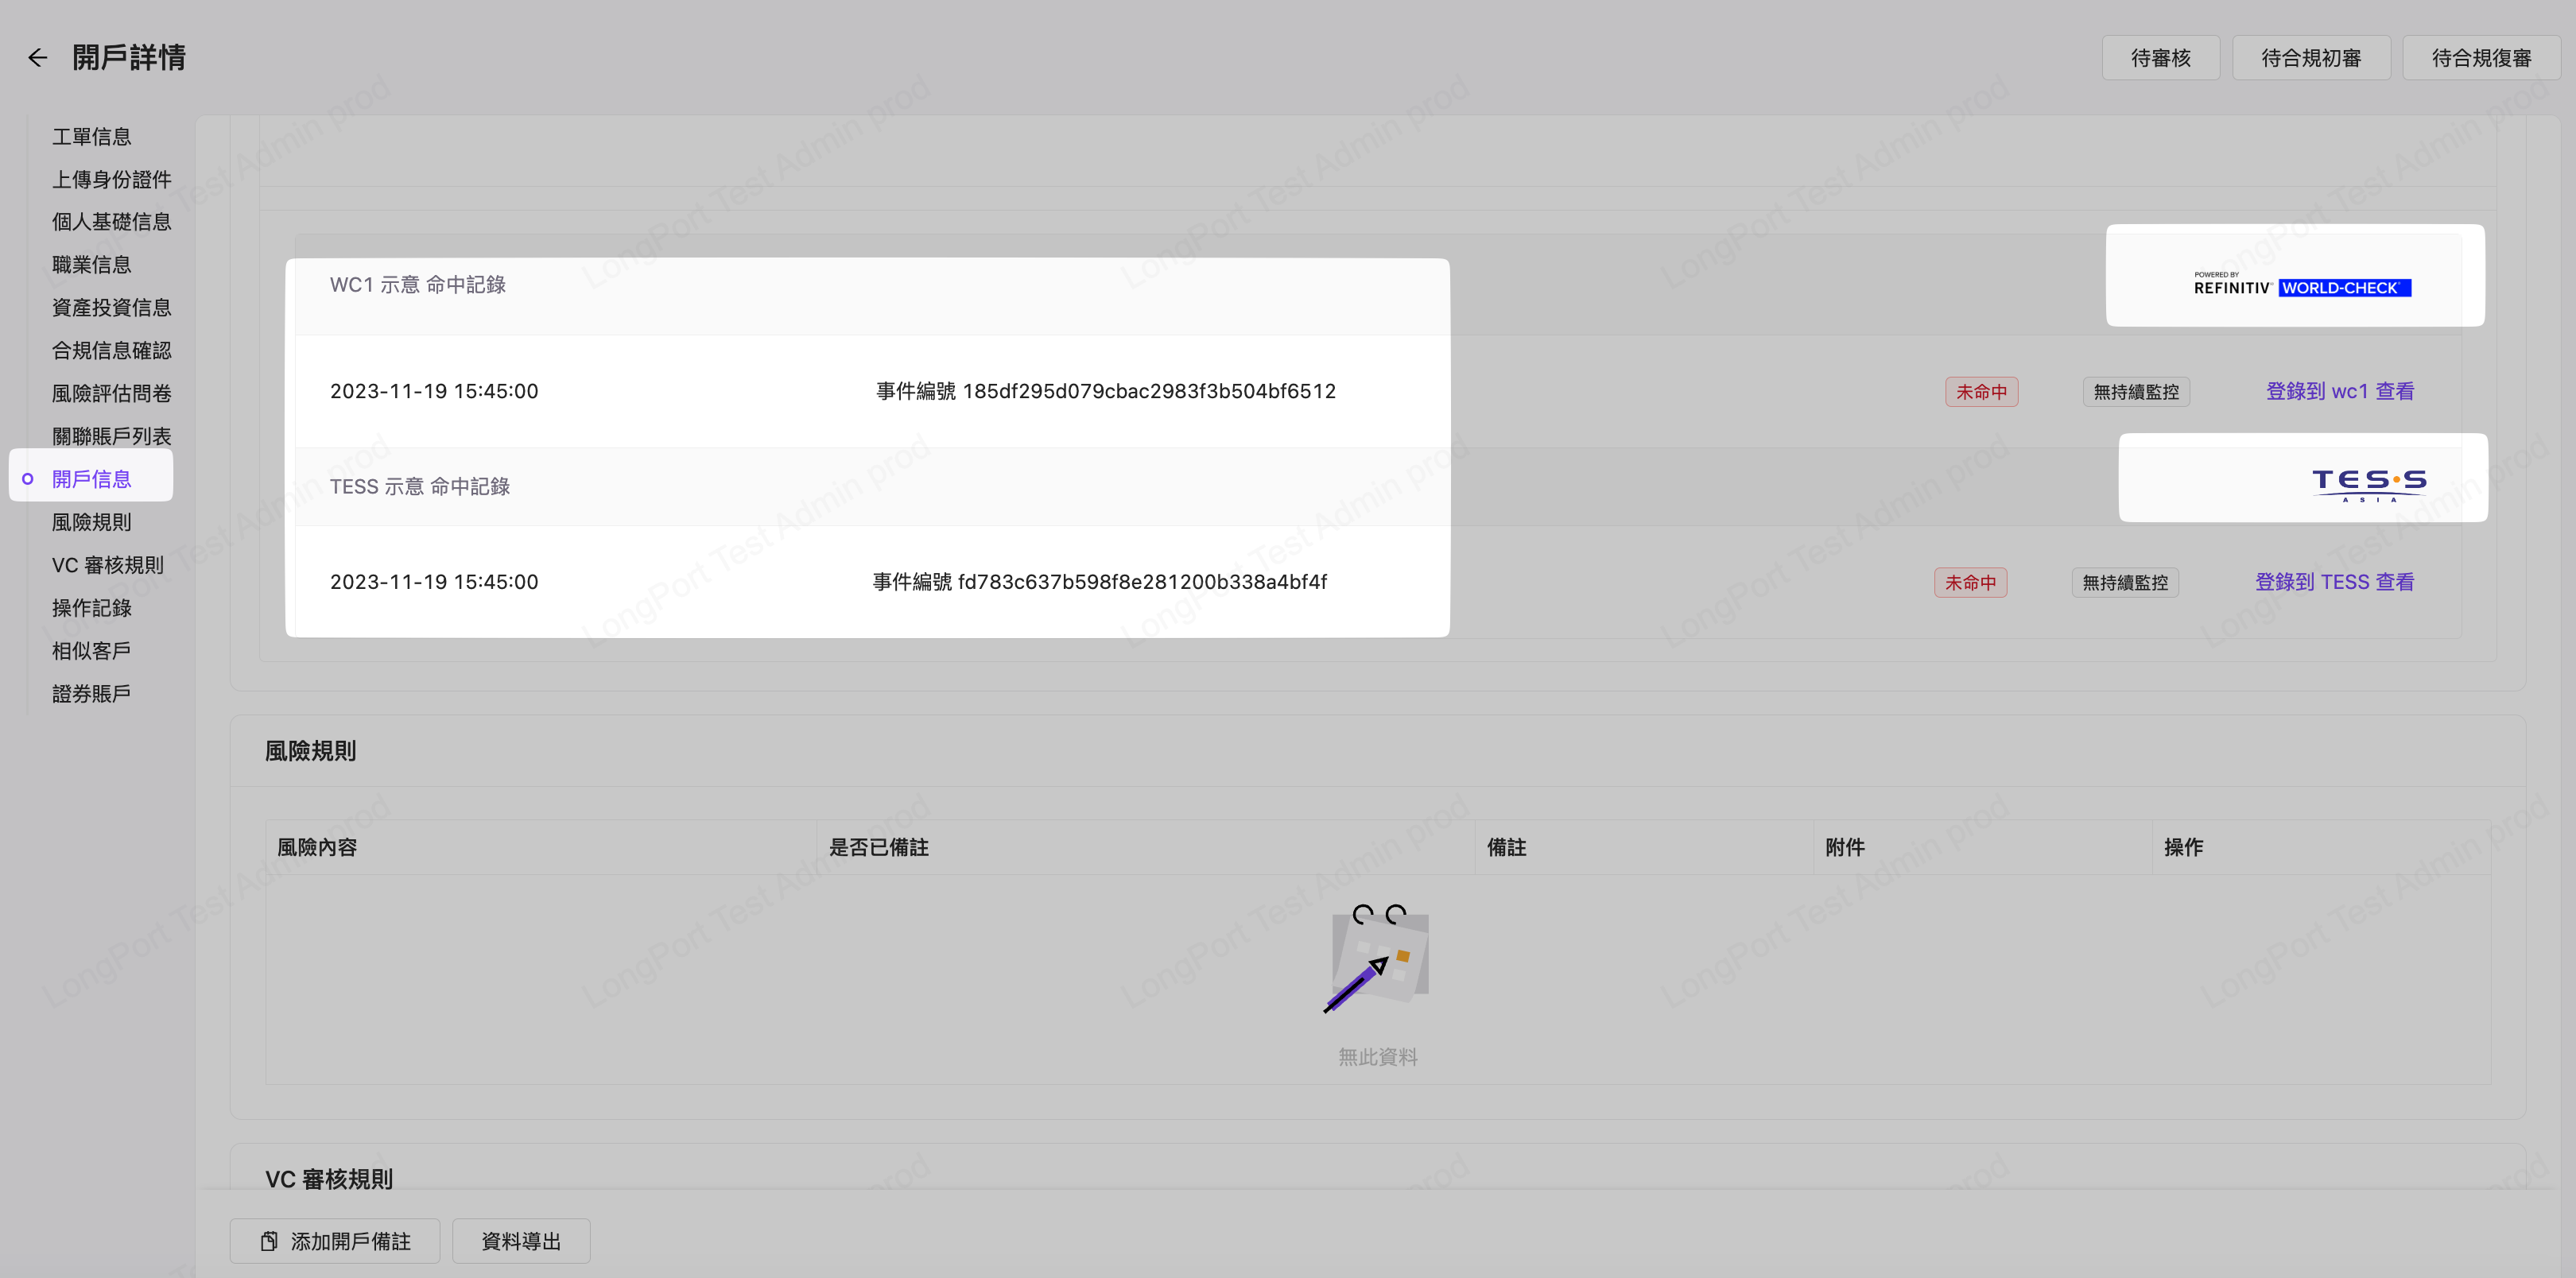 開戶詳情
待審核
待合規初審
待合規復審
工單信息
上傳身份證件
個人基礎信息
職業信息
資產投資信息
合規信息確認
風險評估問卷
關聯賬戶列表
開戶信息
風險規則
VC 審核規則
操作記錄
相似客戶
證券賬戶
WC1 示意 命中記錄
POWERED BY
REFINITIV WORLD-CHECK
2023-11-19 15:45:00 事件編號 185df295d079cbac2983f3b504bf6512 未命中 無持續監控 登錄到 wc1 查看
TESS 示意 命中記錄
TES·S
ASIA
2023-11-19 15:45:00 事件編號 fd783c637b598f8e281200b338a4bf4f 未命中 無持續監控 登錄到 TESS 查看
風險規則
風險內容 是否已備註 備註 附件 操作
無此資料
VC 審核規則
添加開戶備註
資料導出
LongPort Test Admin prod